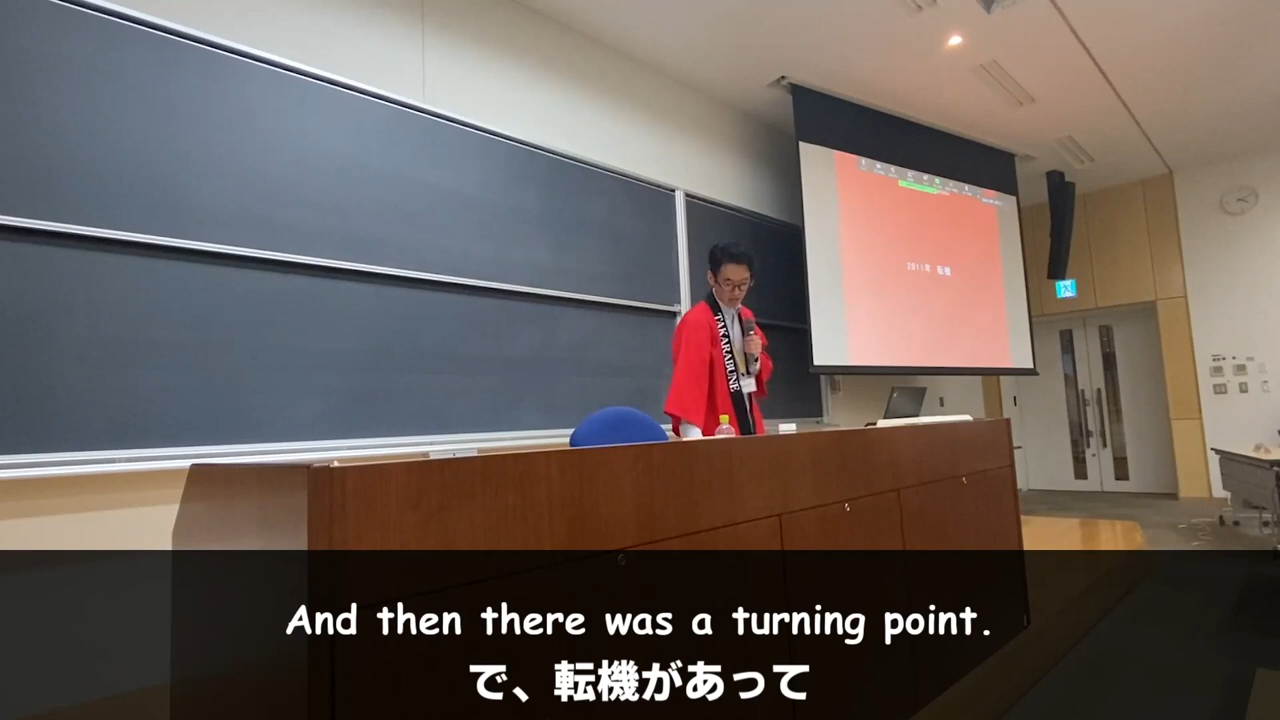 2011年 転機
TAKARABUNE
And then there was a turning point.
で、転機があって